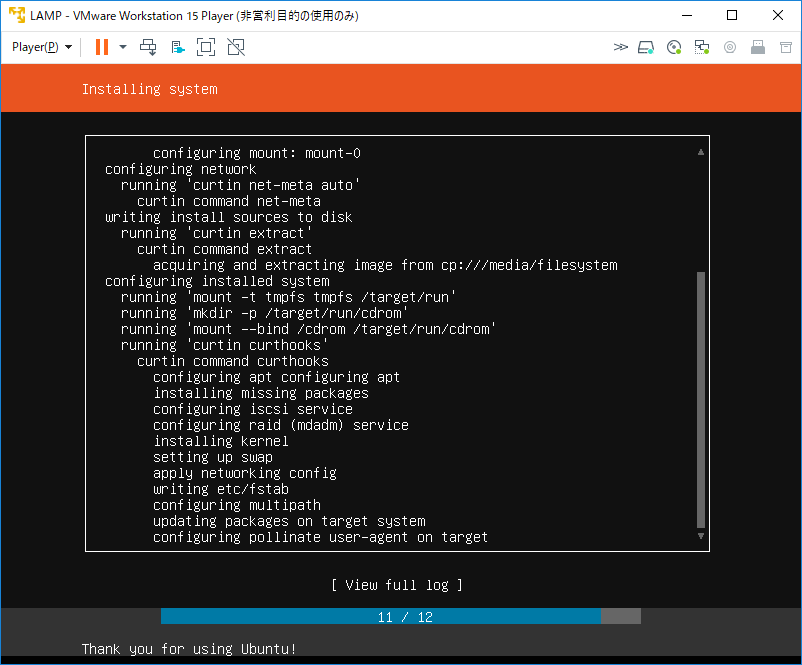 LAMP - VMware Workstation 15 Player (非営利目的の使用のみ)
Player(P)
Installing system
configuring mount: mount-0
configuring network
running 'curtin net-meta auto'
curtin command net-meta
writing install sources to disk
running 'curtin extract'
curtin command extract
acquiring and extracting image from cp:///media/filesystem
configuring installed system
running 'mount -t tmpfs tmpfs /target/run'
running 'mkdir -p /target/run/cdrom'
running 'mount --bind /cdrom /target/run/cdrom'
running 'curtin curthooks'
curtin command curthooks
configuring apt configuring apt
installing missing packages
configuring iscsi service
configuring raid (mdadm) service
installing kernel
setting up swap
apply networking config
writing etc/fstab
configuring multipath
updating packages on target system
configuring pollinate user-agent on target
[ View full log ]
11 / 12
Thank you for using Ubuntu!